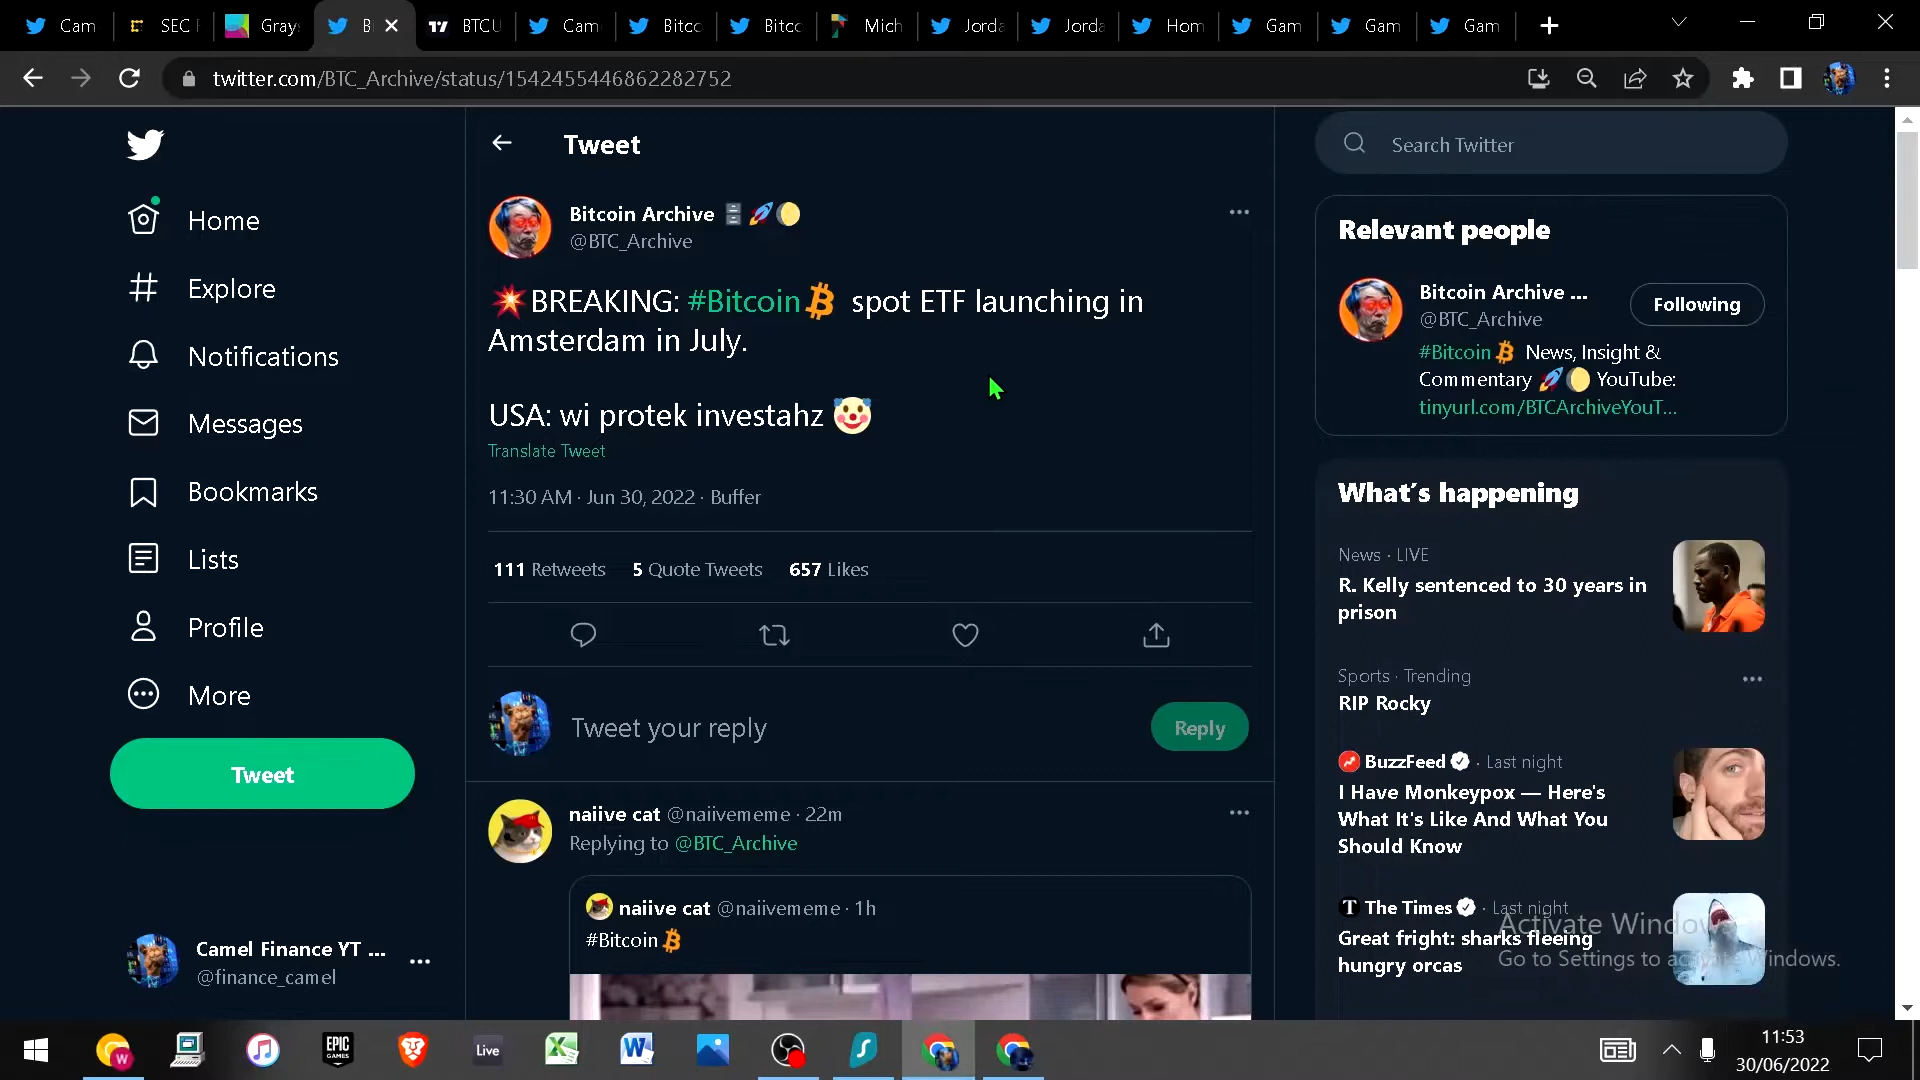 Cam
SEC F
Grays
B
BTCU
Cam
Bitco
Bitco
Mich
Jorda
Jorda
Hom
Gam
Gam
Gam
twitter.com/BTC_Archive/status/1542455446862282752
Home
Explore
Notifications
Messages
Bookmarks
Lists
Profile
More
Tweet
Camel Finance YT ...
@finance_camel
Tweet
Bitcoin Archive 🗄️🚀🌔
@BTC_Archive
💥BREAKING: #Bitcoin spot ETF launching in
Amsterdam in July.
USA: wi protek investahz 🤡
Translate Tweet
11:30 AM · Jun 30, 2022 · Buffer
111 Retweets 5 Quote Tweets 657 Likes
Tweet your reply
Reply
naiive cat @naiivememe · 22m
Replying to @BTC_Archive
naiive cat @naiivememe · 1h
#Bitcoin
Search Twitter
Relevant people
Bitcoin Archive ...
Following
@BTC_Archive
#Bitcoin News, Insight &
Commentary 🚀🌔 YouTube:
tinyurl.com/BTCArchiveYouT...
What's happening
News · LIVE
R. Kelly sentenced to 30 years in
prison
Sports · Trending
RIP Rocky
BuzzFeed · Last night
I Have Monkeypox — Here's
What It's Like And What You
Should Know
The Times · Last night
Great fright: sharks fleeing
hungry orcas
Activate Windows
Go to Settings to activate Windows.
W
EPIC
GAMES
Live
11:53
30/06/2022